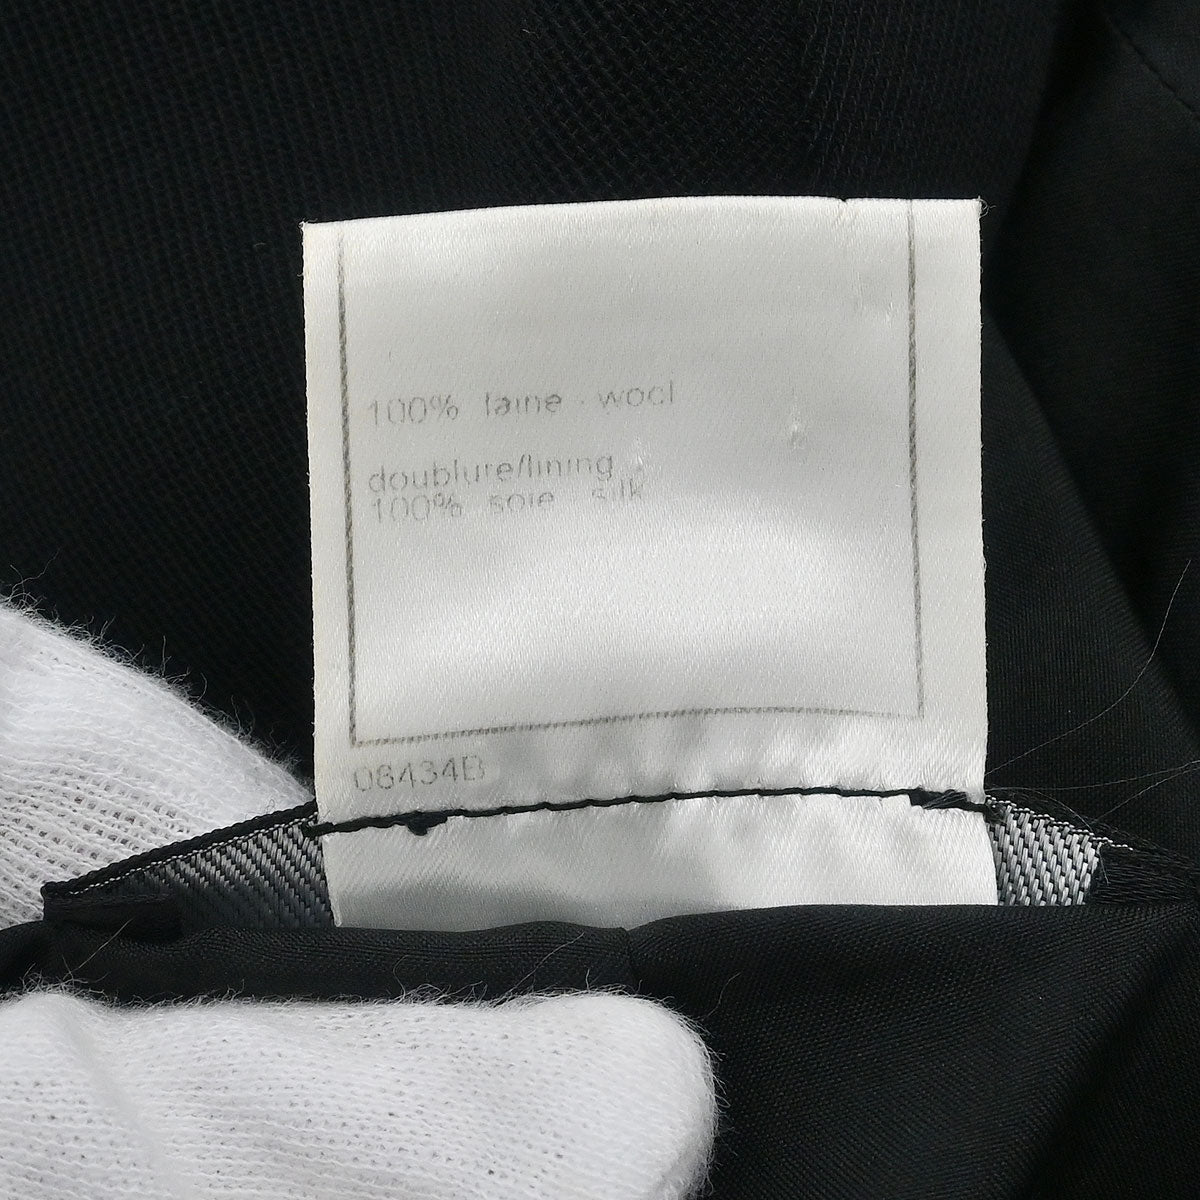 100% laine - wool
doublure/lining
100% soie silk
08434B